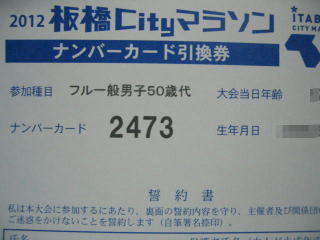 2012 板橋Cityマラソン
ITAB
CITY MA
ナンバーカード引換券
参加種目 フル一般男子50歳代 大会当日年齢
ナンバーカード 2473 生年月日
誓約書
私は本大会に参加するにあたり、裏面の誓約内容を守り、主催者及び関係団体
ご迷惑をかけないことを誓約します（自筆署名捺印）。